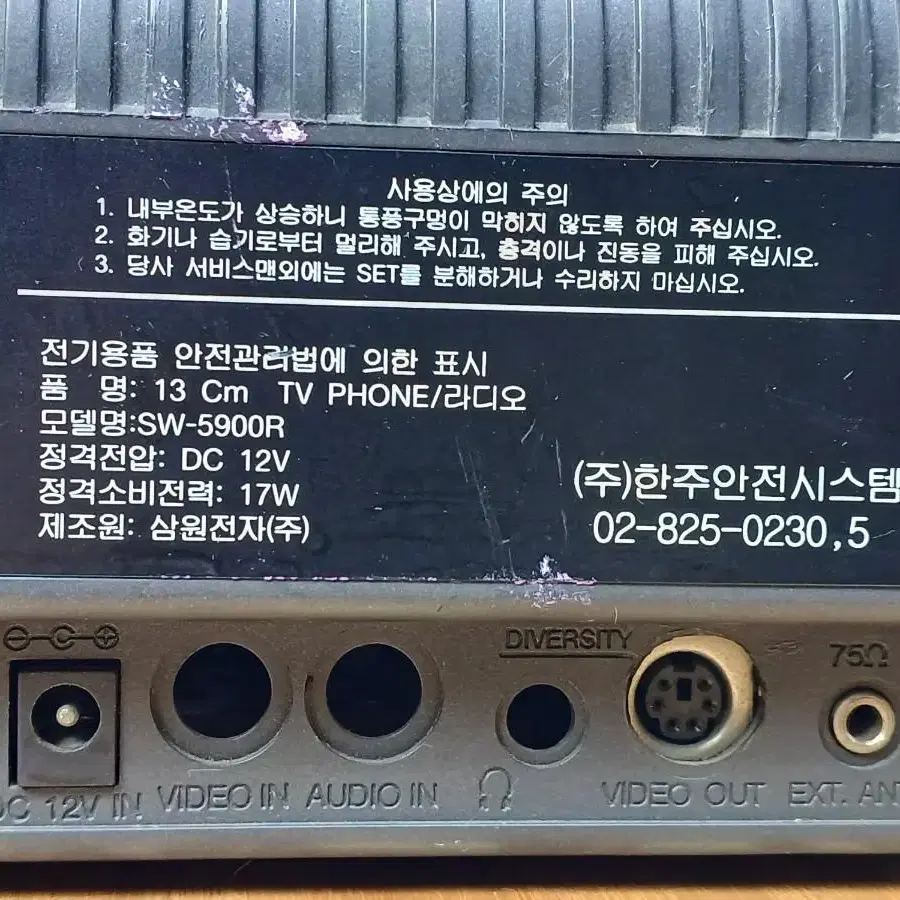 사용상에의 주의
1. 내부온도가 상승하니 통풍구멍이 막히지 않도록 하여 주십시오.
2. 화기나 습기로부터 멀리해 주시고, 충격이나 진동을 피해 주십시오.
3. 당사 서비스맨외에는 SET를 분해하거나 수리하지 마십시오.
전기용품 안전관리법에 의한 표시
품 명: 13 Cm TV PHONE/라디오
모델명:SW-5900R
정격전압: DC 12V
정격소비전력: 17W
제조원: 삼원전자(주)
(주)한주안전시스템
02-825-0230,5
DIVERSITY
75Ω
DC 12V IN VIDEO IN AUDIO IN VIDEO OUT EXT. ANT